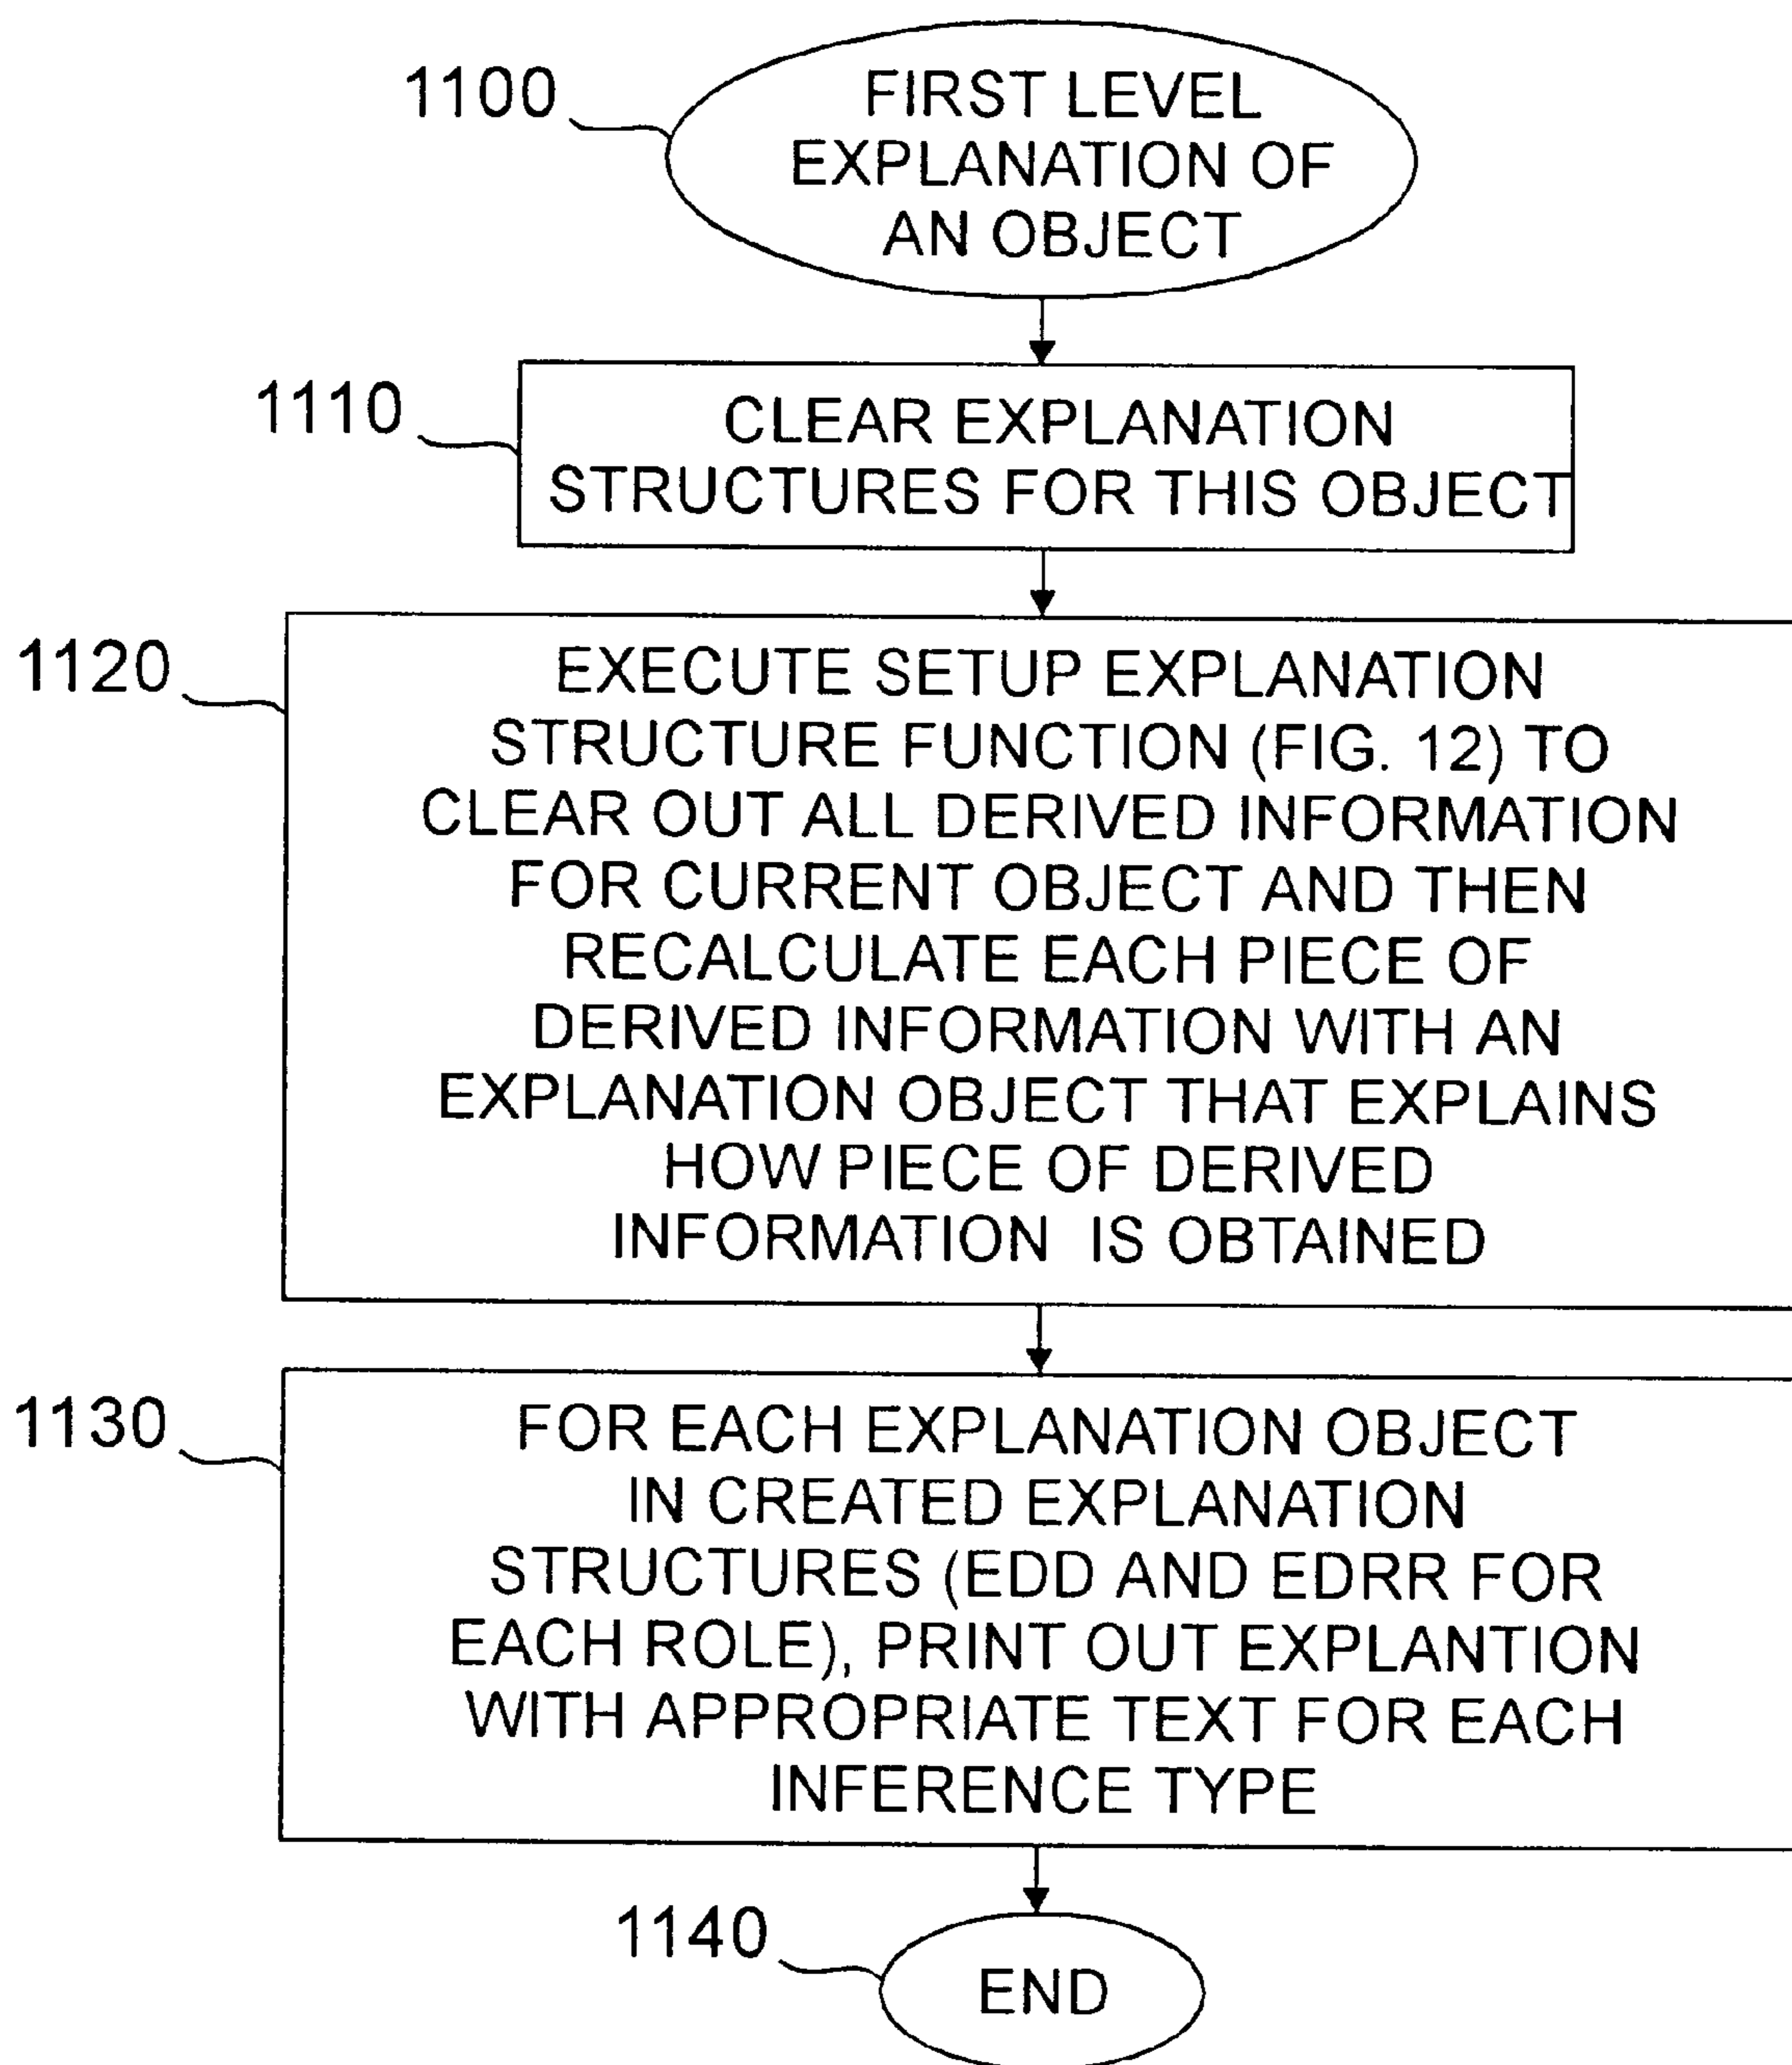 1100
FIRST LEVEL
EXPLANATION OF
AN OBJECT
1110
CLEAR EXPLANATION
STRUCTURES FOR THIS OBJECT
1120
EXECUTE SETUP EXPLANATION
STRUCTURE FUNCTION (FIG. 12) TO
CLEAR OUT ALL DERIVED INFORMATION
FOR CURRENT OBJECT AND THEN
RECALCULATE EACH PIECE OF
DERIVED INFORMATION WITH AN
EXPLANATION OBJECT THAT EXPLAINS
HOW PIECE OF DERIVED
INFORMATION IS OBTAINED
1130
FOR EACH EXPLANATION OBJECT
IN CREATED EXPLANATION
STRUCTURES (EDD AND EDRR FOR
EACH ROLE), PRINT OUT EXPLANTION
WITH APPROPRIATE TEXT FOR EACH
INFERENCE TYPE
1140
END